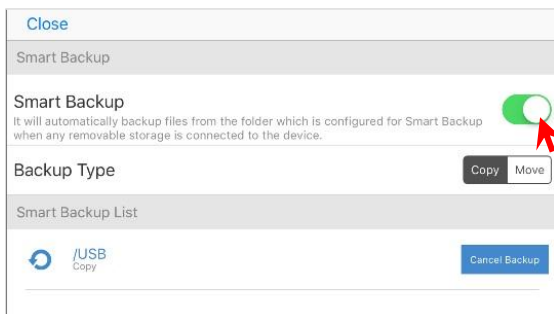 Close
Smart Backup
Smart Backup
It will automatically backup files from the folder which is configured for Smart Backup
when any removable storage is connected to the device.
Backup Type
Copy Move
Smart Backup List
/USB
Copy
Cancel Backup